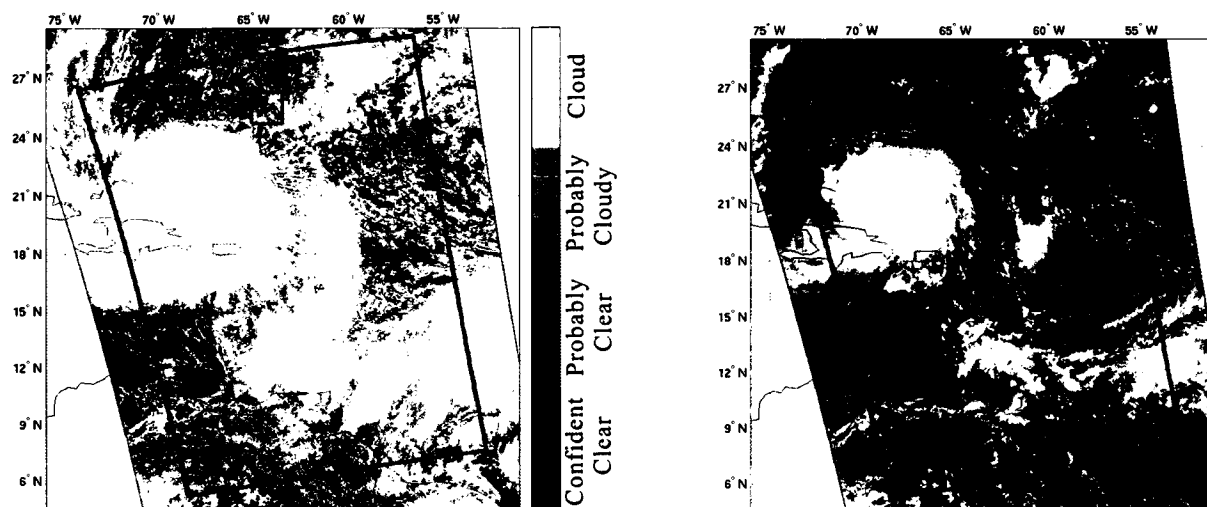 75° W 70° W 65° W 60° W 55° W
27° N
24° N
21° N
18° N
15° N
12° N
9° N
6° N
Cloud
Probably
Cloudy
Probably
Clear
Confident
Clear
75° W 70° W 65° W 60° W 55° W
27° N
24° N
21° N
18° N
15° N
12° N
9° N
6° N